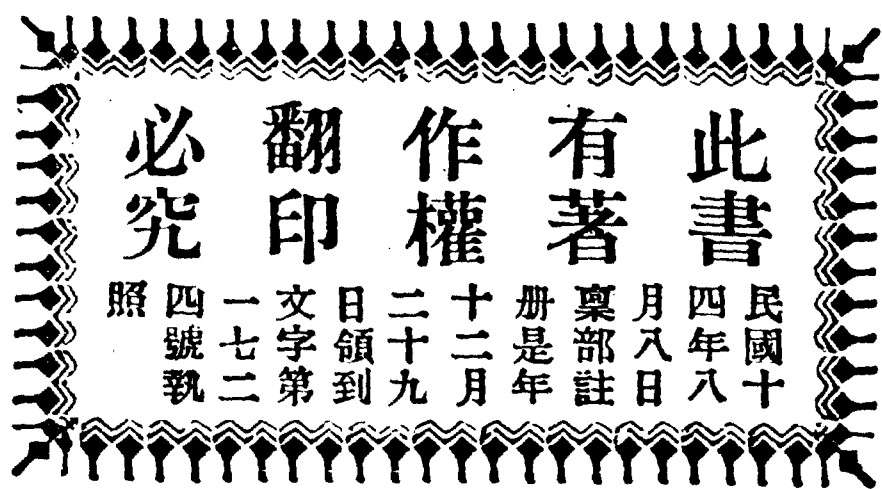 此書
有著
作權
翻印
必究
民國十
四年八
月八日
稟部註
册是年
十二月
二十九
日領到
文字第
一七二
四號執
照